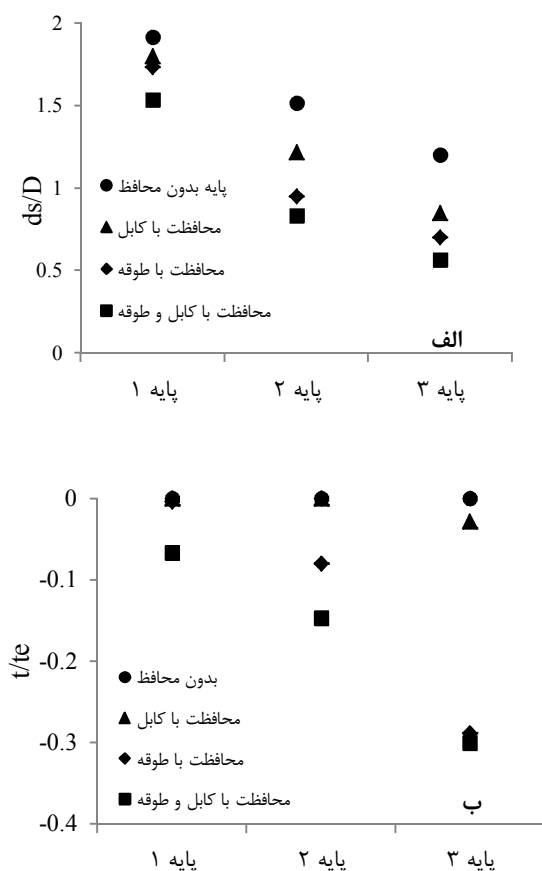 2
1.5
1
0.5
0
ds/D
پایه بدون محافظ
محافظت با کابل
محافظت با طوقه
محافظت با کابل و طوقه
الف
پایه ۱
پایه ۲
پایه ۳
0
-0.1
-0.2
-0.3
-0.4
t/te
بدون محافظ
محافظت با کابل
محافظت با طوقه
محافظت با کابل و طوقه
ب
پایه ۱
پایه ۲
پایه ۳